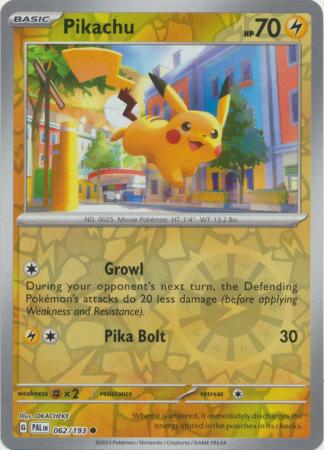 BASIC
Pikachu
HP 70
NO. 0025 Mouse Pokémon HT: 1'4" WT: 13.2 lbs
Growl
During your opponent's next turn, the Defending
Pokémon's attacks do 20 less damage (before applying
Weakness and Resistance).
Pika Bolt 30
weakness ×2 resistance retreat
Illus. OKACHEKE
G PAL EN 062/193
When it is angered, it immediately discharges the
energy stored in the pouches in its cheeks.
©2023 Pokémon / Nintendo / Creatures / GAME FREAK